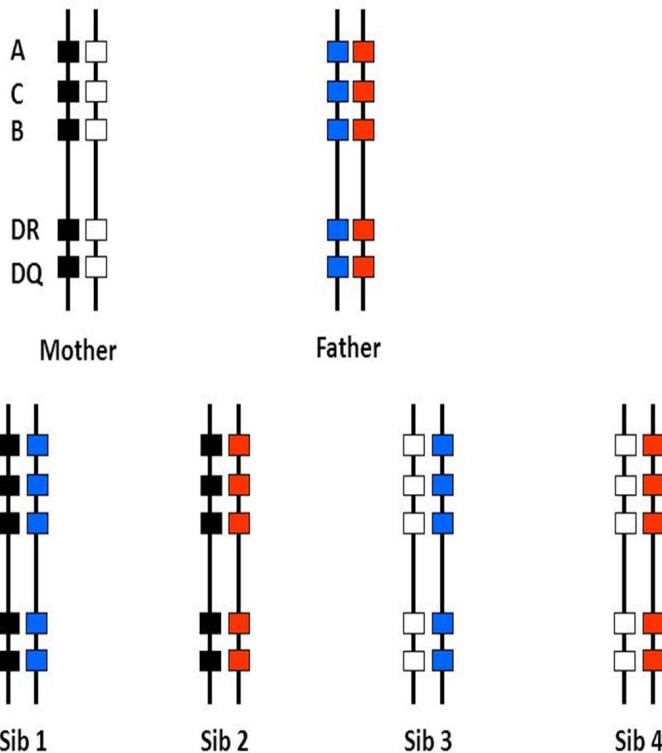 A
C
B
DR
DQ
Mother
Father
Sib 1
Sib 2
Sib 3
Sib 4